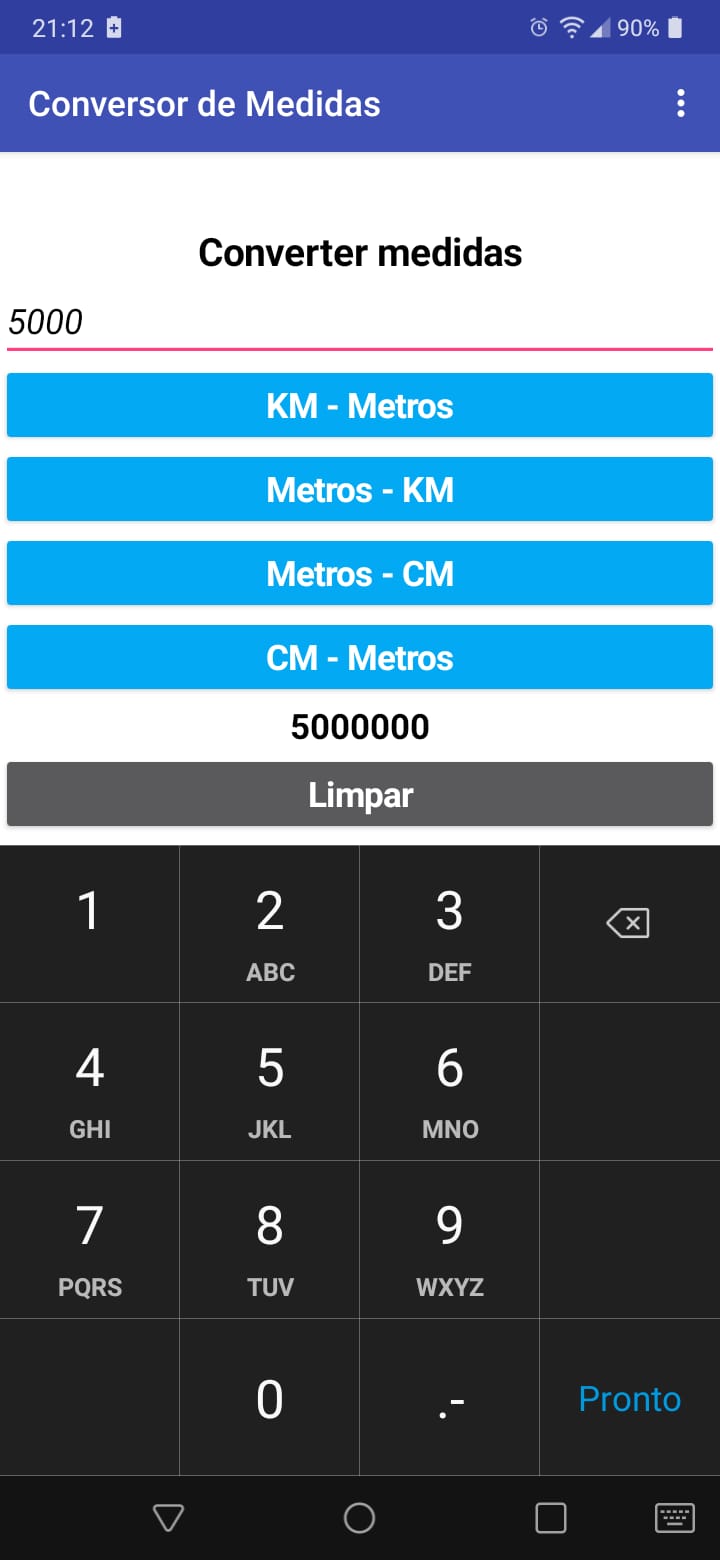 21:12 90%
Conversor de Medidas
Converter medidas
5000
KM - Metros
Metros - KM
Metros - CM
CM - Metros
5000000
Limpar
1 2 3
ABC DEF
4 5 6
GHI JKL MNO
7 8 9
PQRS TUV WXYZ
0 .- Pronto